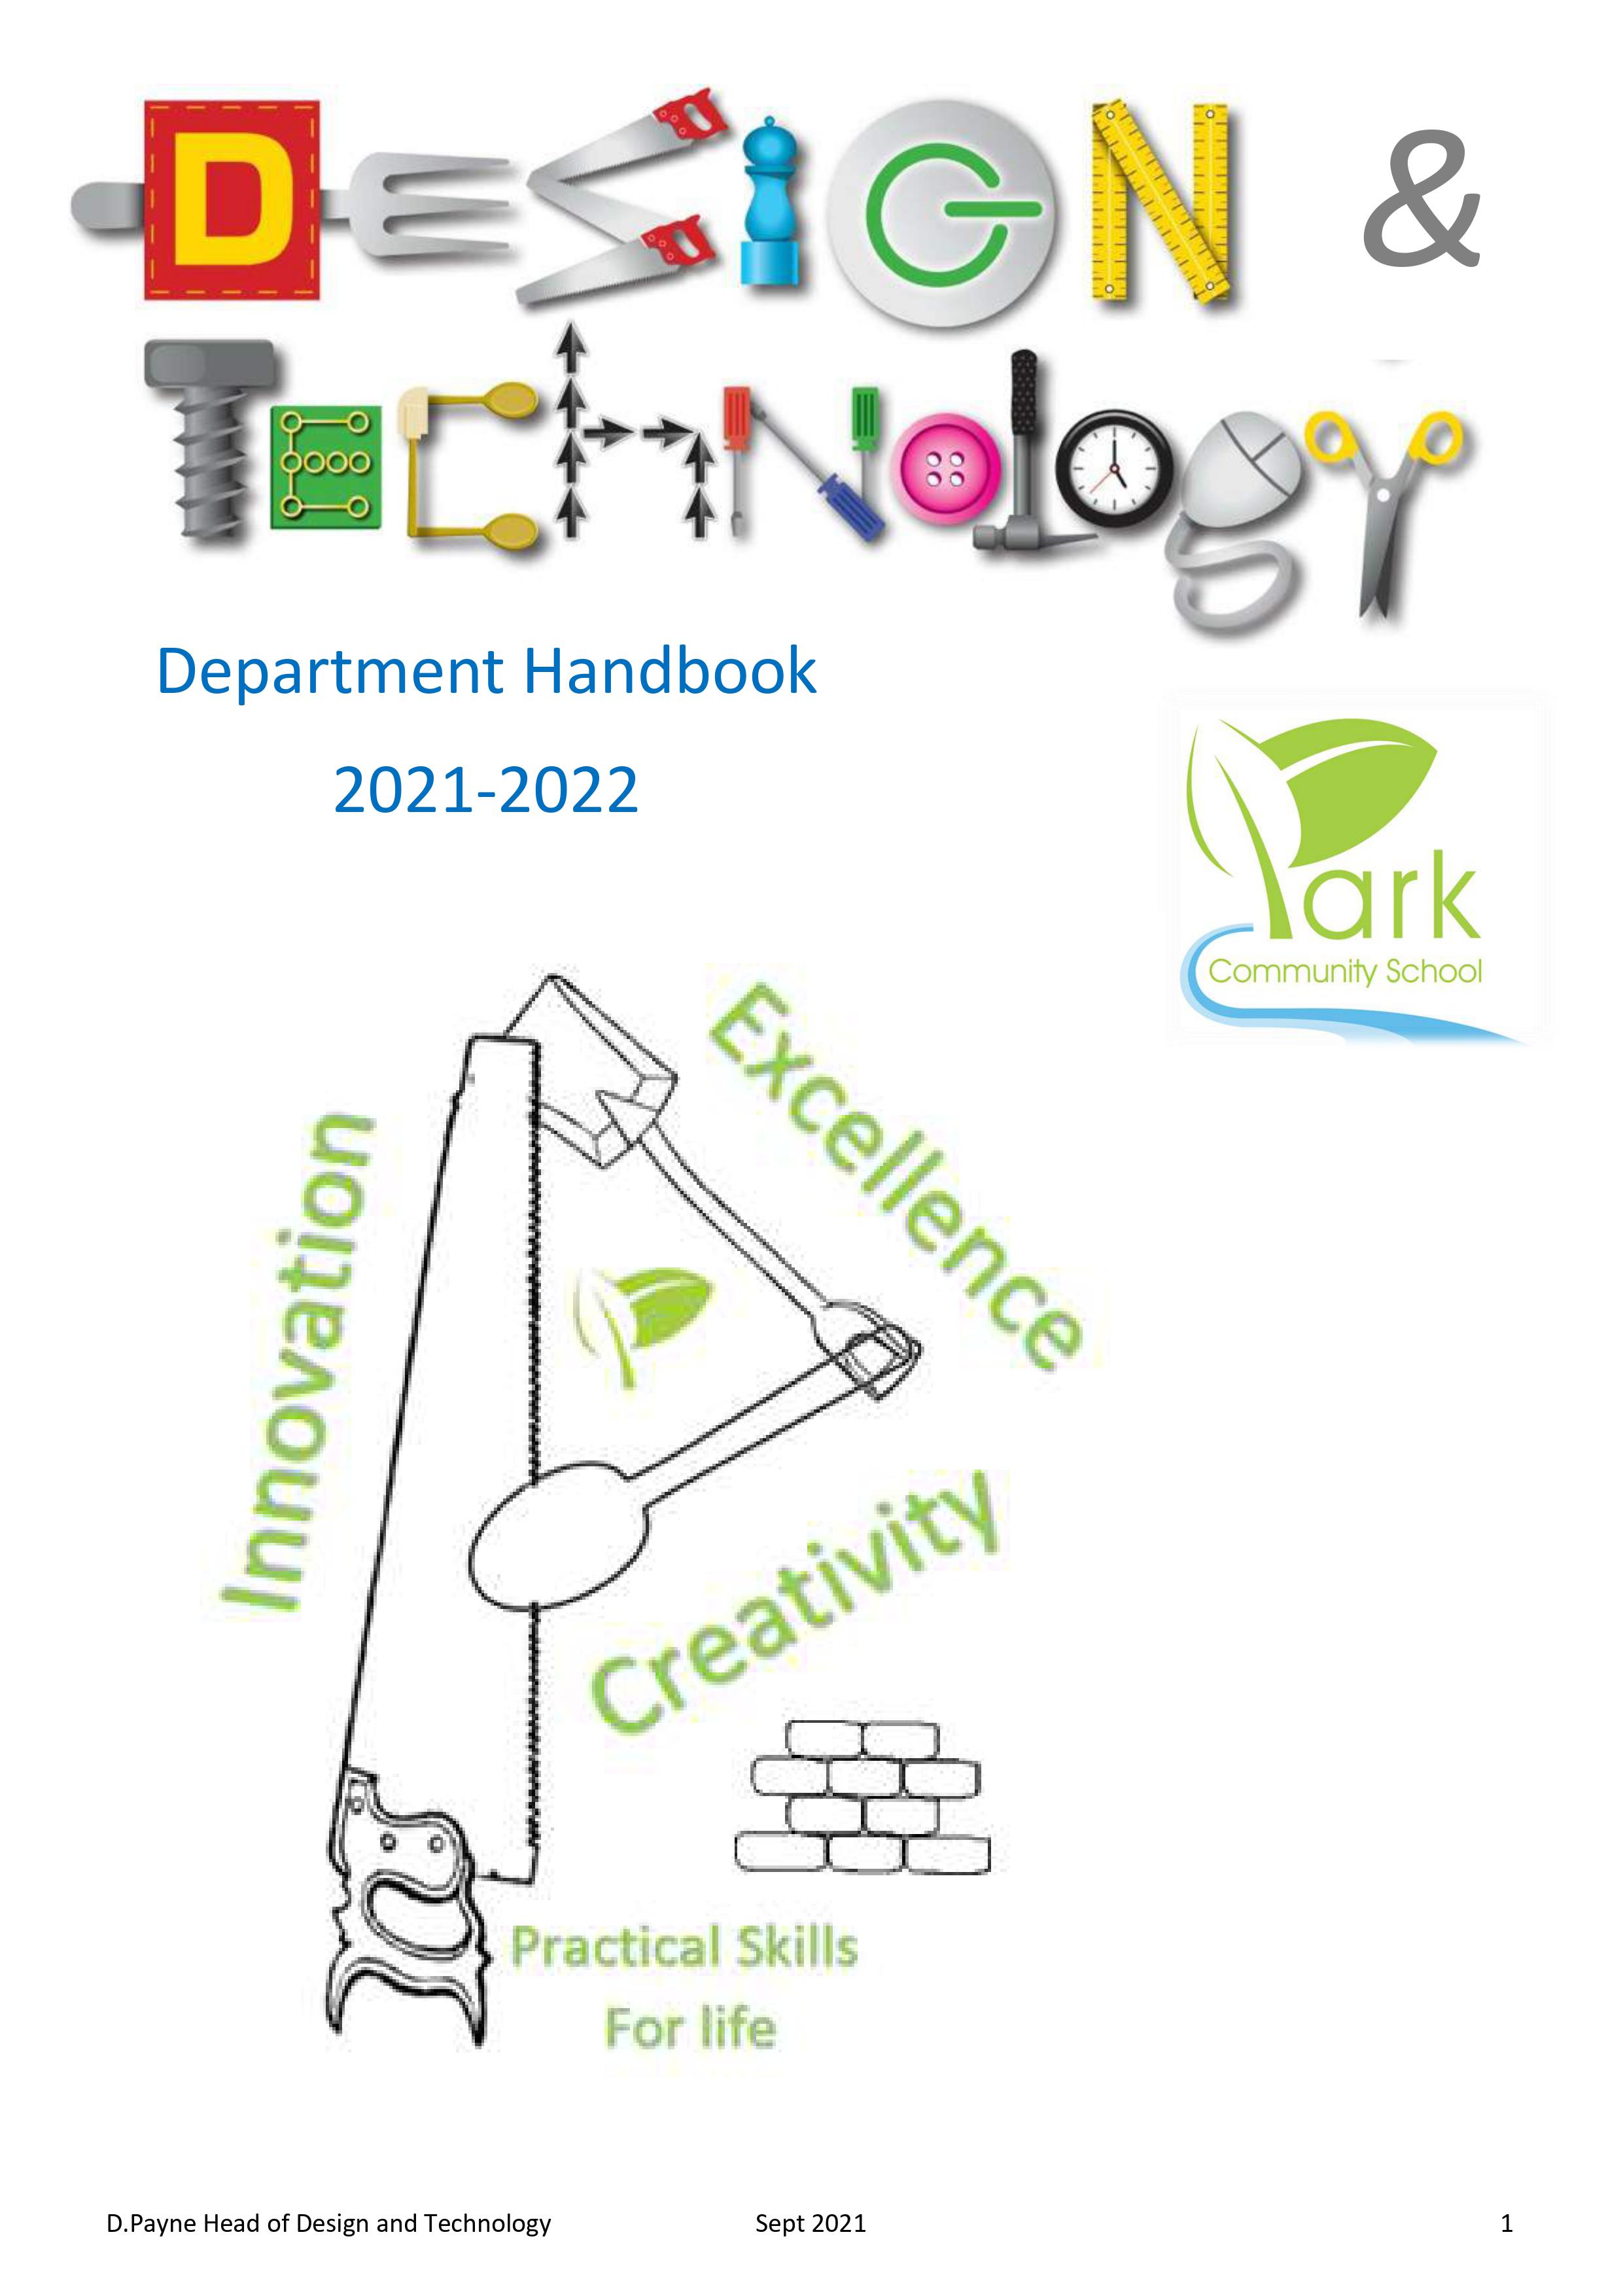 DESIGN &
TECHNOLOGY
Department Handbook
2021-2022
Park
Community School
Excellence
Innovation
Creativity
Practical Skills
For life
D.Payne Head of Design and Technology Sept 2021 1